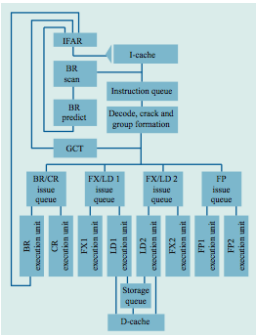 IFAR
I-cache
BR
scan
Instruction queue
BR
predict
Decode, crack and
group formation
GCT
BR/CR
issue
queue
FX/LD 1
issue queue
FX/LD 2
issue queue
FP
issue
queue
BR
execution unit
CR
execution unit
FX1
execution unit
LD1
execution unit
LD2
execution unit
FX2
execution unit
FP1
execution unit
FP2
execution unit
Storage
queue
D-cache